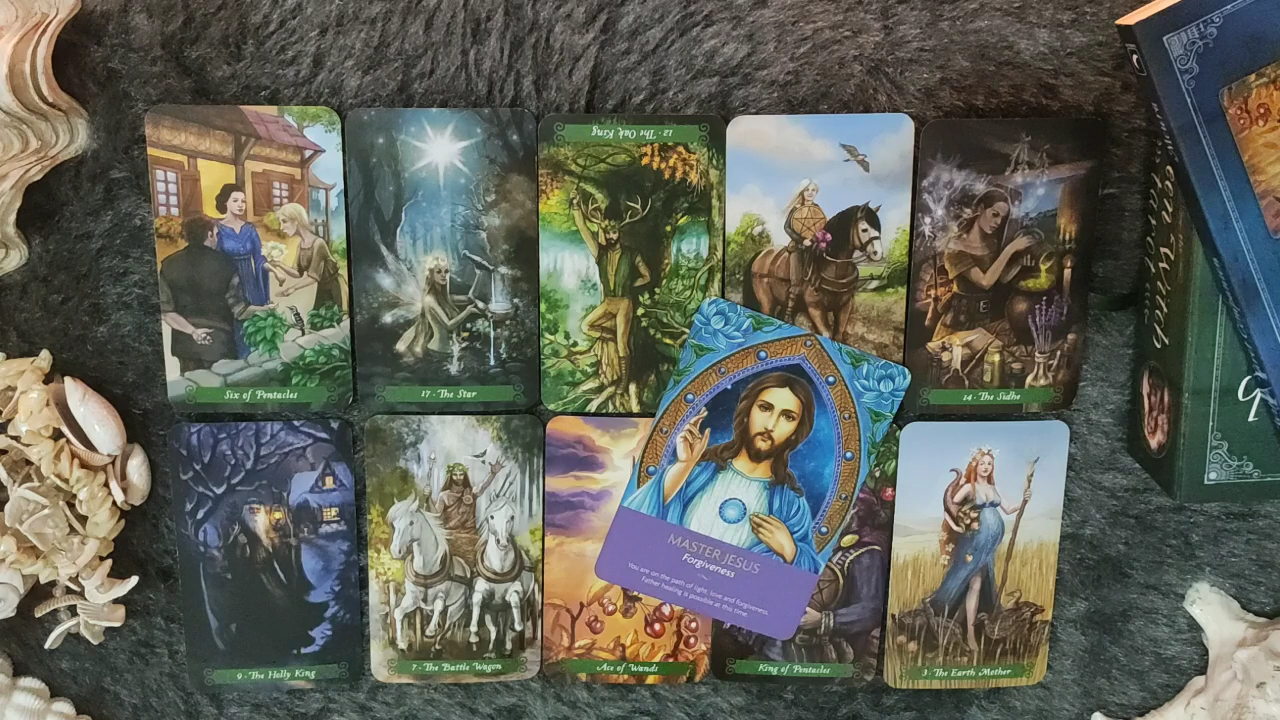 Six of Pentacles
17 - The Star
12 - The Oak King
14 - The Sidhe
9 - The Holly King
7 - The Battle Wagon
Ace of Wands
King of Pentacles
3 - The Earth Mother
MASTER JESUS
Forgiveness
You are on the path of light, love and forgiveness.
Father healing is possible at this time.
Witch